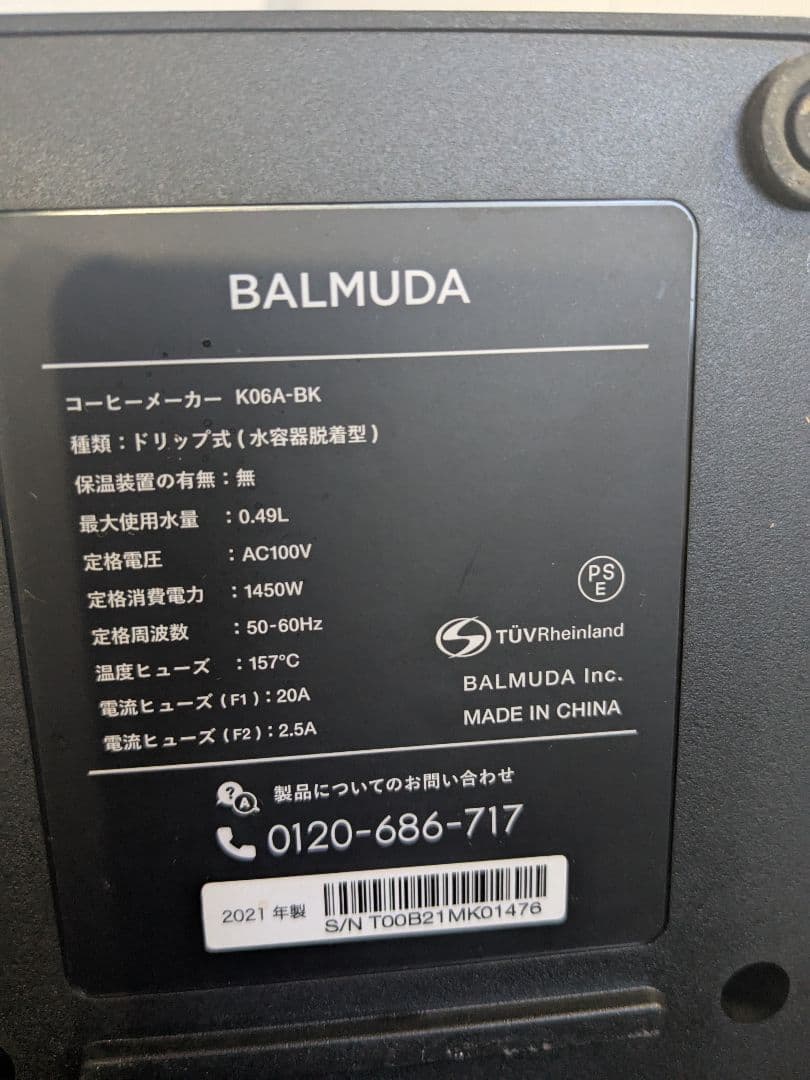 BALMUDA
コーヒーメーカー K06A-BK
種類：ドリップ式(水容器脱着型)
保温装置の有無：無
最大使用水量 ：0.49L
定格電圧 ：AC100V
定格消費電力 ：1450W
定格周波数 ：50-60Hz
温度ヒューズ ：157°C
電流ヒューズ(F1)：20A
電流ヒューズ(F2)：2.5A
PS
E
TÜVRheinland
BALMUDA Inc.
MADE IN CHINA
? A 製品についてのお問い合わせ
0120-686-717
2021 年製
S/N T00B21MK01476